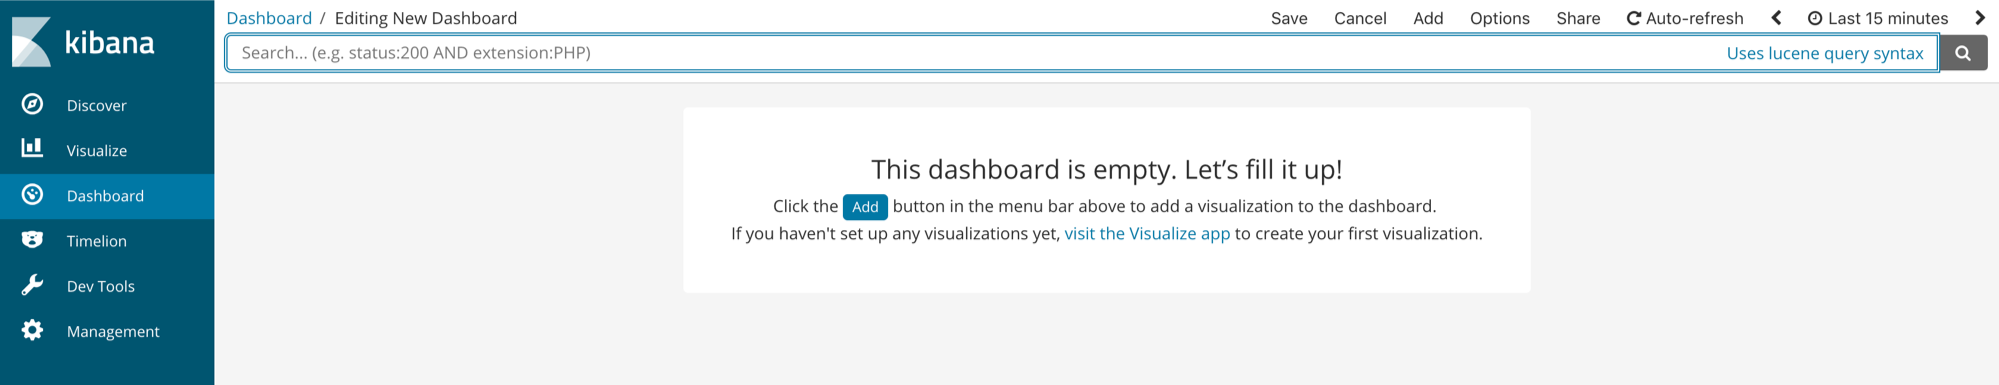 kibana
Discover
Visualize
Dashboard
Timelion
Dev Tools
Management
Dashboard / Editing New Dashboard
Save Cancel Add Options Share Auto-refresh Last 15 minutes
Search... (e.g. status:200 AND extension:PHP) Uses lucene query syntax
This dashboard is empty. Let’s fill it up!
Click the Add button in the menu bar above to add a visualization to the dashboard.
If you haven't set up any visualizations yet, visit the Visualize app to create your first visualization.